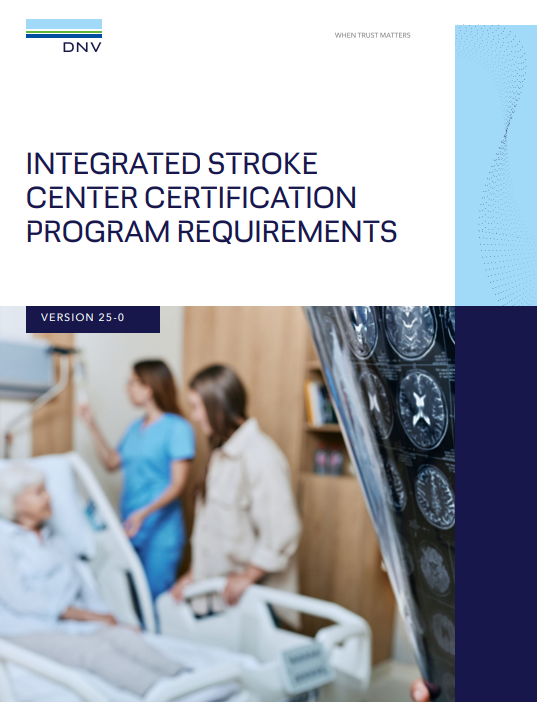 DNV
WHEN TRUST MATTERS
INTEGRATED STROKE
CENTER CERTIFICATION
PROGRAM REQUIREMENTS
VERSION 25-0